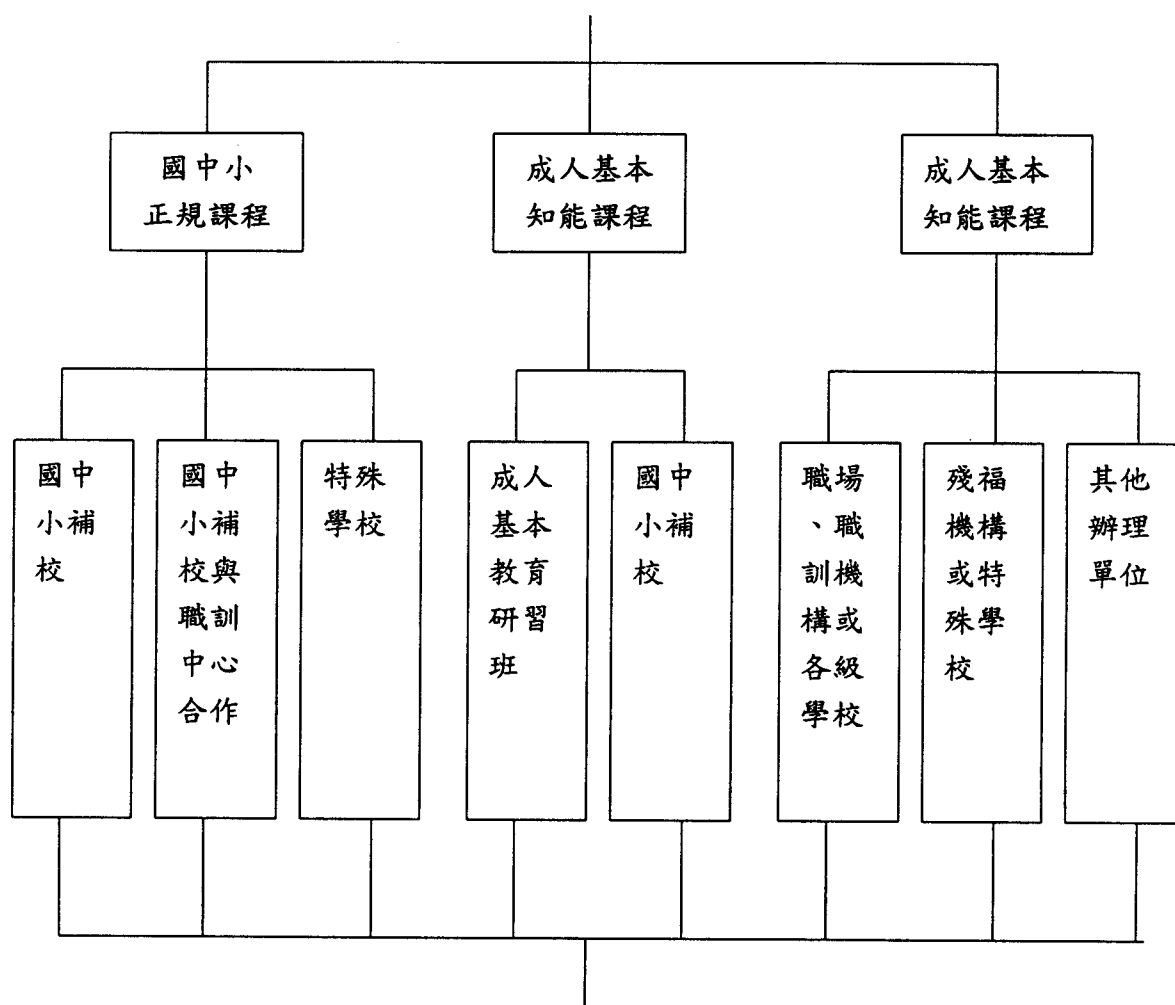 國中小
正規課程
成人基本
知能課程
成人基本
知能課程
國中
小補
校
國中
小補
校與
職訓
中心
合作
特殊
學校
成人
基本
教育
研習
班
國中
小補
校
職場
、職
訓機
構或
各級
學校
殘福
機構
或特
殊學
校
其他
辦理
單位